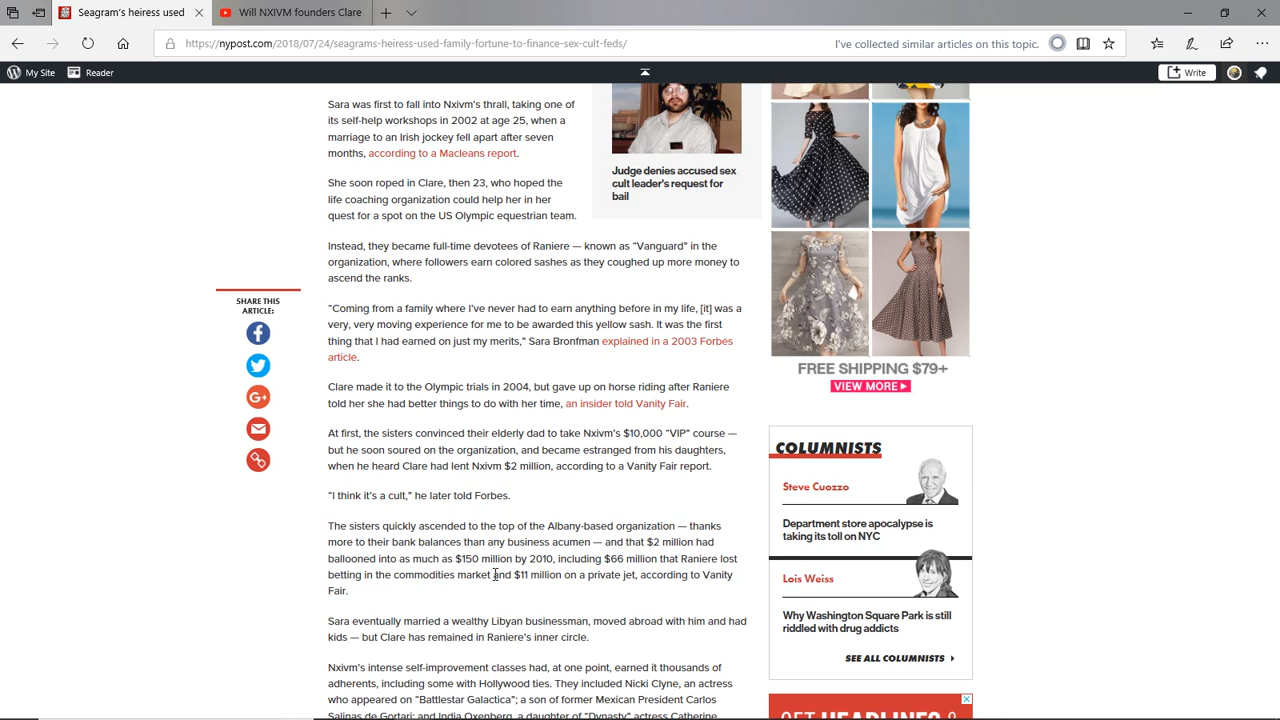 Seagram's heiress used
Will NXIVM founders Clare
https://nypost.com/2018/07/24/seagrams-heiress-used-family-fortune-to-finance-sex-cult-feds/
I've collected similar articles on this topic.
My Site
Reader
Write
Sara was first to fall into Nxivm's thrall, taking one of
its self-help workshops in 2002 at age 25, when a
marriage to an Irish jockey fell apart after seven
months, according to a Macleans report.
She soon roped in Clare, then 23, who hoped the
life coaching organization could help her in her
quest for a spot on the US Olympic equestrian team.
Judge denies accused sex
cult leader's request for
bail
Instead, they became full-time devotees of Raniere — known as “Vanguard” in the
organization, where followers earn colored sashes as they coughed up more money to
ascend the ranks.
“Coming from a family where I've never had to earn anything before in my life, [it] was a
very, very moving experience for me to be awarded this yellow sash. It was the first
thing that I had earned on just my merits,” Sara Bronfman explained in a 2003 Forbes
article.
Clare made it to the Olympic trials in 2004, but gave up on horse riding after Raniere
told her she had better things to do with her time, an insider told Vanity Fair.
At first, the sisters convinced their elderly dad to take Nxivm's $10,000 “VIP” course —
but he soon soured on the organization, and became estranged from his daughters,
when he heard Clare had lent Nxivm $2 million, according to a Vanity Fair report.
“I think it's a cult,” he later told Forbes.
The sisters quickly ascended to the top of the Albany-based organization — thanks
more to their bank balances than any business acumen — and that $2 million had
ballooned into as much as $150 million by 2010, including $66 million that Raniere lost
betting in the commodities market and $11 million on a private jet, according to Vanity
Fair.
Sara eventually married a wealthy Libyan businessman, moved abroad with him and had
kids — but Clare has remained in Raniere's inner circle.
Nxivm's intense self-improvement classes had, at one point, earned it thousands of
adherents, including some with Hollywood ties. They included Nicki Clyne, an actress
who appeared on “Battlestar Galactica”; a son of former Mexican President Carlos
Salinas de Gortari; and India Oxenberg, a daughter of “Dynasty” actress Catherine
SHARE THIS
ARTICLE:
FREE SHIPPING $79+
VIEW MORE
COLUMNISTS
Steve Cuozzo
Department store apocalypse is
taking its toll on NYC
Lois Weiss
Why Washington Square Park is still
riddled with drug addicts
SEE ALL COLUMNISTS
GET HEADLINES